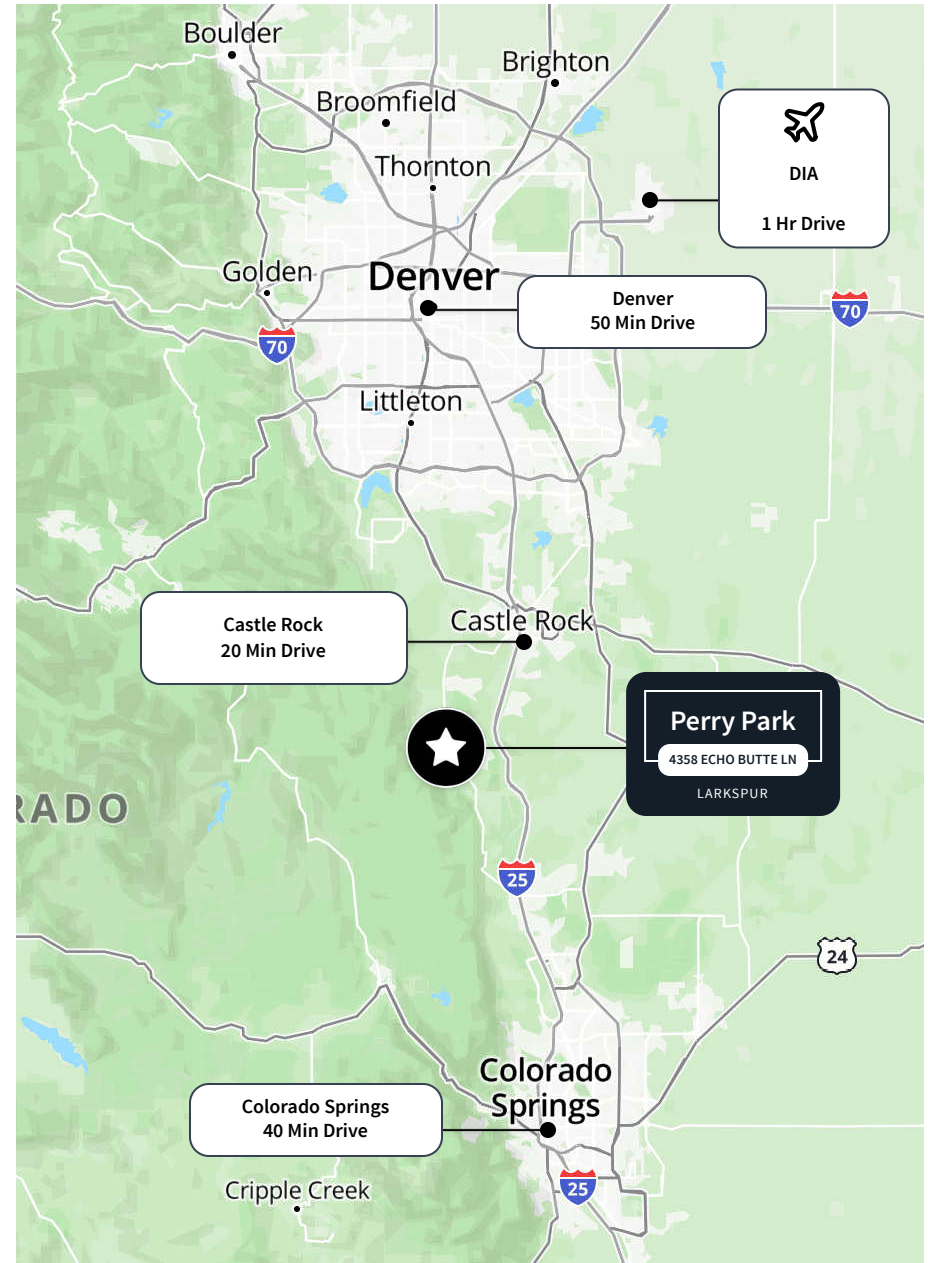 Boulder
Brighton
Broomfield
DIA
Thornton
1 Hr Drive
Golden
Denver
Denver
50 Min Drive
70
70
Littleton
Castle Rock
Castle Rock
20 Min Drive
Perry Park
4358 ECHO BUTTE LN
LARKSPUR
RADO
25
24
Colorado
Springs
Colorado Springs
40 Min Drive
25
Cripple Creek